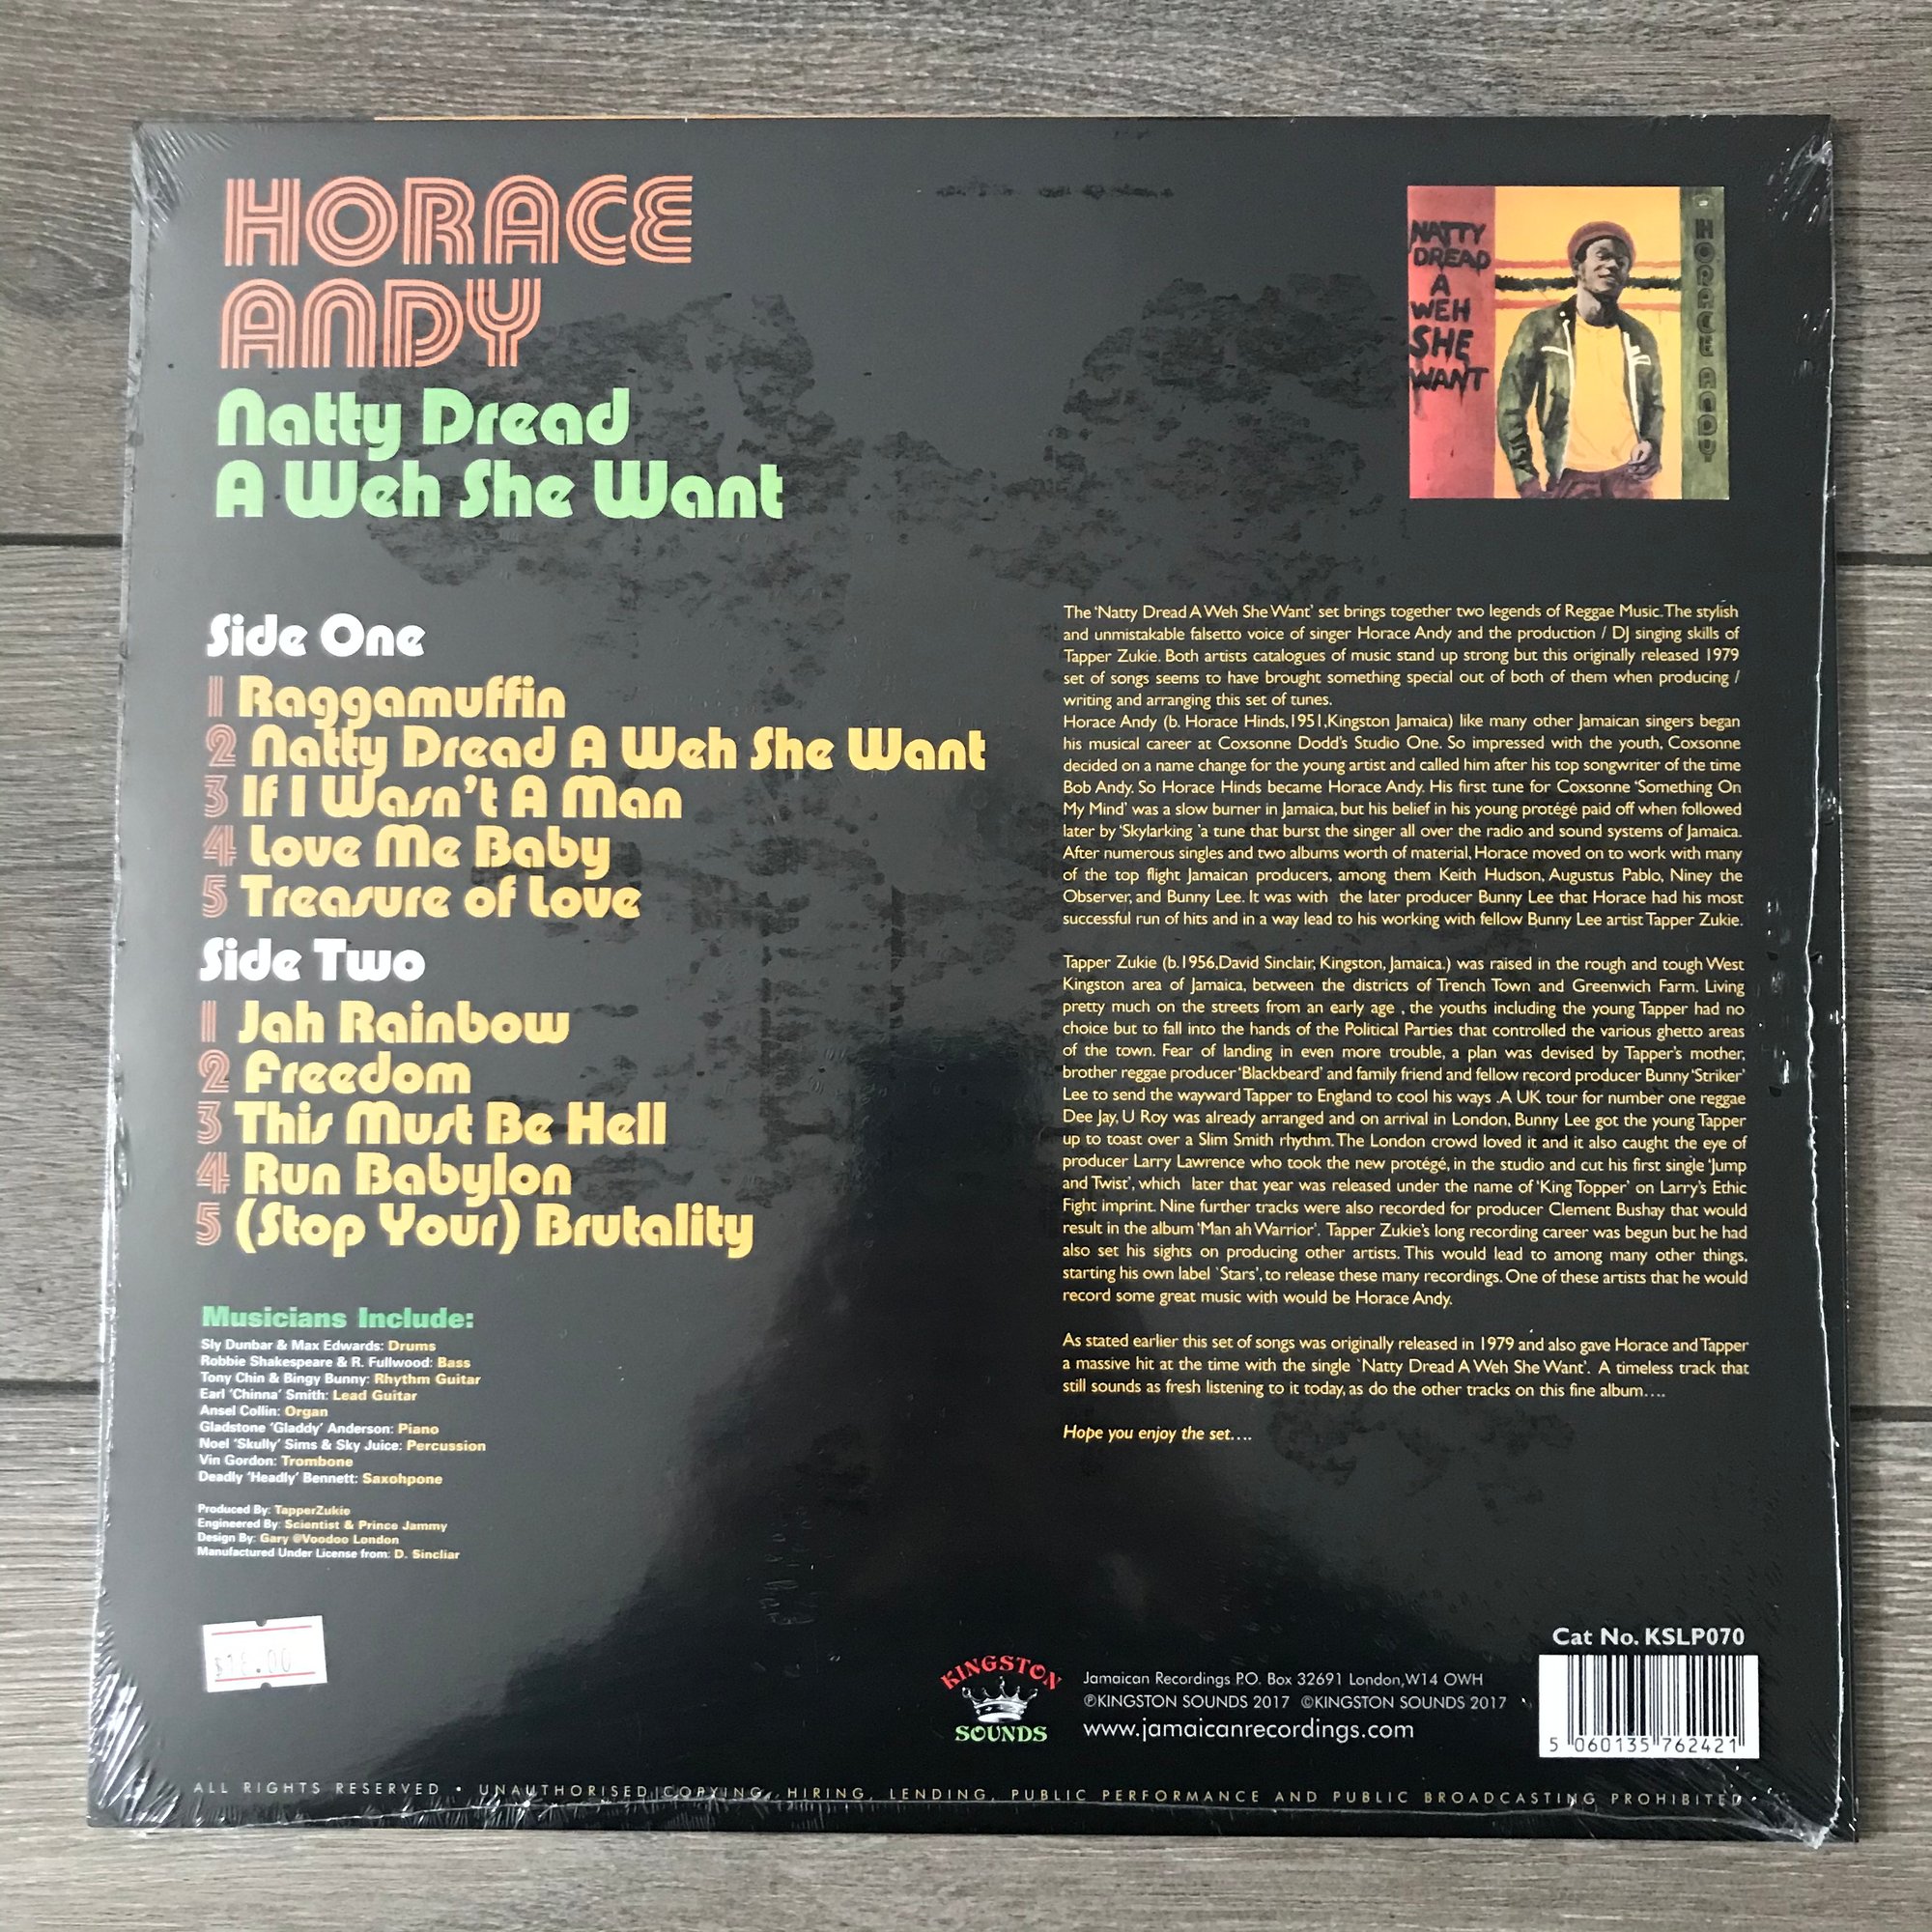 HORACE
ANDY
Natty Dread
A Weh She Want
NATTY
DREAD
A
WEH
SHE
WANT
HORACE ANDY
Side One
1 Raggamuffin
2 Natty Dread A Weh She Want
3 If I Wasn't A Man
4 Love Me Baby
5 Treasure of Love
Side Two
1 Jah Rainbow
2 Freedom
3 This Must Be Hell
4 Run Babylon
5 (Stop Your) Brutality
Musicians Include:
Sly Dunbar & Max Edwards: Drums
Robbie Shakespeare & R. Fullwood: Bass
Tony Chin & Bingy Bunny: Rhythm Guitar
Earl 'Chinna' Smith: Lead Guitar
Ansel Collin: Organ
Gladstone 'Gladdy' Anderson: Piano
Noel 'Skully' Sims & Sky Juice: Percussion
Vin Gordon: Trombone
Deadly 'Headly' Bennett: Saxohpone
Produced By: TapperZukie
Engineered By: Scientist & Prince Jammy
Design By: Gary @Voodoo London
Manufactured Under License from: D. Sincliar
The 'Natty Dread A Weh She Want' set brings together two legends of Reggae Music. The stylish
and unmistakable falsetto voice of singer Horace Andy and the production / DJ singing skills of
Tapper Zukie. Both artists catalogues of music stand up strong but this originally released 1979
set of songs seems to have brought something special out of both of them when producing /
writing and arranging this set of tunes.
Horace Andy (b. Horace Hinds,1951,Kingston Jamaica) like many other Jamaican singers began
his musical career at Coxsonne Dodd's Studio One. So impressed with the youth, Coxsonne
decided on a name change for the young artist and called him after his top songwriter of the time
Bob Andy. So Horace Hinds became Horace Andy. His first tune for Coxsonne 'Something On
My Mind' was a slow burner in Jamaica, but his belief in his young protégé paid off when followed
later by 'Skylarking 'a tune that burst the singer all over the radio and sound systems of Jamaica.
After numerous singles and two albums worth of material, Horace moved on to work with many
of the top flight Jamaican producers, among them Keith Hudson, Augustus Pablo, Niney the
Observer, and Bunny Lee. It was with the later producer Bunny Lee that Horace had his most
successful run of hits and in a way lead to his working with fellow Bunny Lee artist Tapper Zukie.
Tapper Zukie (b.1956,David Sinclair, Kingston, Jamaica.) was raised in the rough and tough West
Kingston area of Jamaica, between the districts of Trench Town and Greenwich Farm. Living
pretty much on the streets from an early age , the youths including the young Tapper had no
choice but to fall into the hands of the Political Parties that controlled the various ghetto areas
of the town. Fear of landing in even more trouble, a plan was devised by Tapper's mother,
brother reggae producer 'Blackbeard' and family friend and fellow record producer Bunny 'Striker'
Lee to send the wayward Tapper to England to cool his ways .A UK tour for number one reggae
Dee Jay, U Roy was already arranged and on arrival in London, Bunny Lee got the young Tapper
up to toast over a Slim Smith rhythm. The London crowd loved it and it also caught the eye of
producer Larry Lawrence who took the new protégé, in the studio and cut his first single 'Jump
and Twist', which later that year was released under the name of 'King Topper' on Larry's Ethic
Fight imprint. Nine further tracks were also recorded for producer Clement Bushay that would
result in the album 'Man ah Warrior'. Tapper Zukie's long recording career was begun but he had
also set his sights on producing other artists. This would lead to among many other things,
starting his own label `Stars', to release these many recordings. One of these artists that he would
record some great music with would be Horace Andy.
As stated earlier this set of songs was originally released in 1979 and also gave Horace and Tapper
a massive hit at the time with the single `Natty Dread A Weh She Want'. A timeless track that
still sounds as fresh listening to it today, as do the other tracks on this fine album....
Hope you enjoy the set....
KINGSTON
SOUNDS
Jamaican Recordings P.O. Box 32691 London,W14 OWH
℗KINGSTON SOUNDS 2017 ©KINGSTON SOUNDS 2017
www.jamaicanrecordings.com
Cat No. KSLP070
5 060135 762421
ALL RIGHTS RESERVED • UNAUTHORISED COPYING, HIRING, LENDING, PUBLIC PERFORMANCE AND PUBLIC BROADCASTING PROHIBITED •